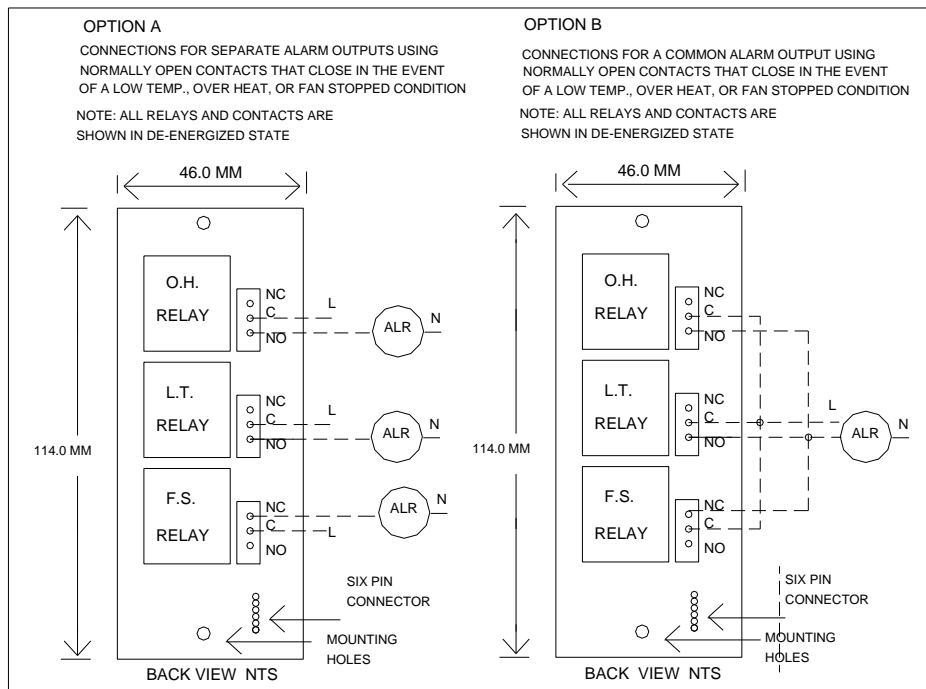 OPTION A
CONNECTIONS FOR SEPARATE ALARM OUTPUTS USING
NORMALLY OPEN CONTACTS THAT CLOSE IN THE EVENT
OF A LOW TEMP., OVER HEAT, OR FAN STOPPED CONDITION
NOTE: ALL RELAYS AND CONTACTS ARE
SHOWN IN DE-ENERGIZED STATE
46.0 MM
114.0 MM
O.H.
RELAY
NC
C
NO
L
ALR
N
L.T.
RELAY
NC
C
NO
L
ALR
N
F.S.
RELAY
NC
C
NO
L
ALR
N
SIX PIN
CONNECTOR
MOUNTING
HOLES
BACK VIEW NTS
OPTION B
CONNECTIONS FOR A COMMON ALARM OUTPUT USING
NORMALLY OPEN CONTACTS THAT CLOSE IN THE EVENT
OF A LOW TEMP., OVER HEAT, OR FAN STOPPED CONDITION
NOTE: ALL RELAYS AND CONTACTS ARE
SHOWN IN DE-ENERGIZED STATE
46.0 MM
114.0 MM
O.H.
RELAY
NC
C
NO
L.T.
RELAY
NC
C
NO
L
ALR
N
F.S.
RELAY
NC
C
NO
SIX PIN
CONNECTOR
MOUNTING
HOLES
BACK VIEW NTS